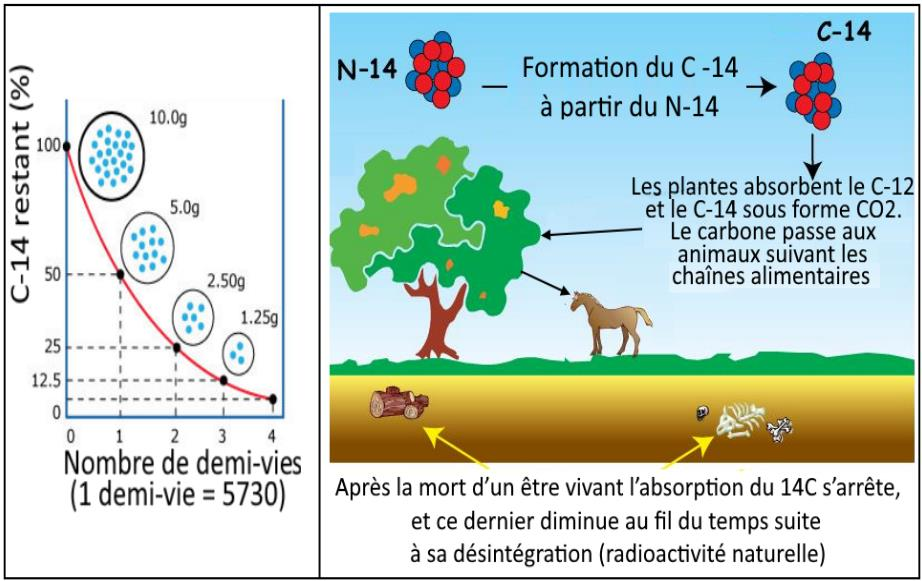 C-14 restant (%)
100
50
25
12.5
0
10.0g
5.0g
2.50g
1.25g
0 1 2 3 4
Nombre de demi-vies
(1 demi-vie = 5730)
N-14
Formation du C -14
à partir du N-14
C-14
Les plantes absorbent le C-12
et le C-14 sous forme CO2.
Le carbone passe aux
animaux suivant les
chaînes alimentaires
Après la mort d'un être vivant l'absorption du 14C s'arrête,
et ce dernier diminue au fil du temps suite
à sa désintégration (radioactivité naturelle)